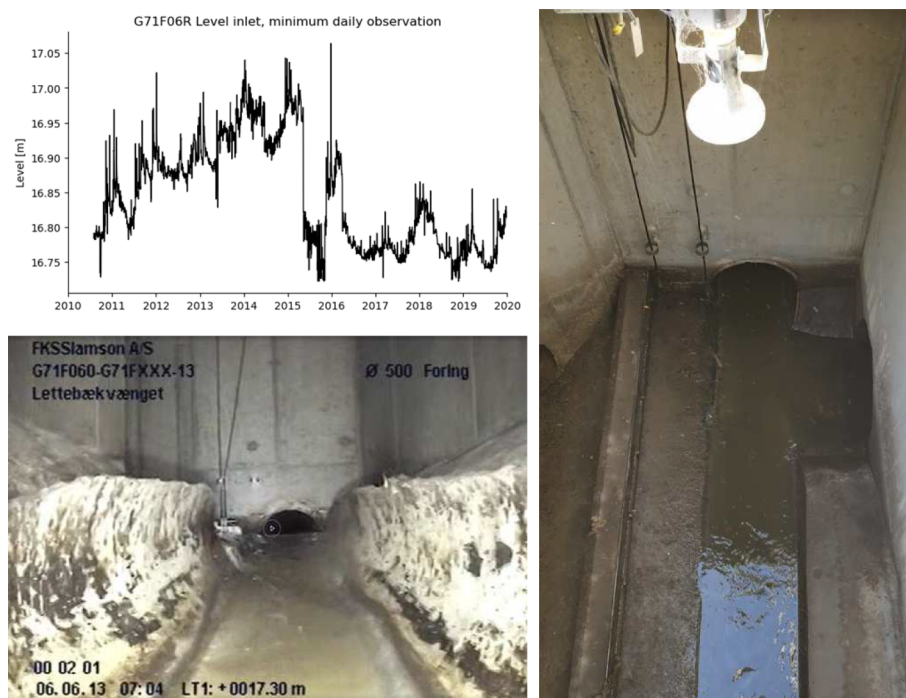 G71F06R Level inlet, minimum daily observation
Level [m]
17.05
17.00
16.95
16.90
16.85
16.80
16.75
2010 2011 2012 2013 2014 2015 2016 2017 2018 2019 2020
FKSSlamson A/S
G71F060-G71FXXX-13 Ø 500 Foring
Lettebækvænget
00 02 01
06.06.13 07:04 LT1: +0017.30 m